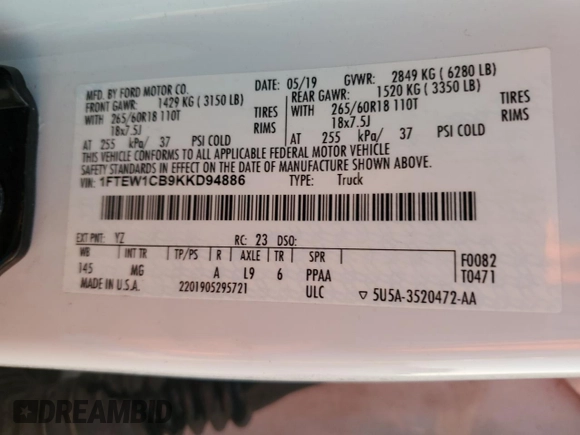 MFD. BY FORD MOTOR CO.
DATE: 05/19 GVWR: 2849 KG ( 6280 LB)
FRONT GAWR: 1429 KG ( 3150 LB)
REAR GAWR: 1520 KG ( 3350 LB)
WITH 265/60R18 110T TIRES
WITH 265/60R18 110T TIRES
18x7.5J RIMS
18x7.5J RIMS
AT 255 kPa/ 37 PSI COLD
AT 255 kPa/ 37 PSI COLD
THIS VEHICLE CONFORMS TO ALL APPLICABLE FEDERAL MOTOR VEHICLE
SAFETY STANDARDS IN EFFECT ON THE DATE OF MANUFACTURE SHOWN ABOVE.
VIN: 1FTEW1CB9KKD94886 TYPE: Truck
EXT PNT: YZ RC: 23 DSO:
WB INT TR TP/PS R AXLE TR SPR
145 MG A L9 6 PPAA
F0082
T0471
MADE IN U.S.A. 2201905295721 ULC ▽ 5U5A-3520472-AA
DREAMBID